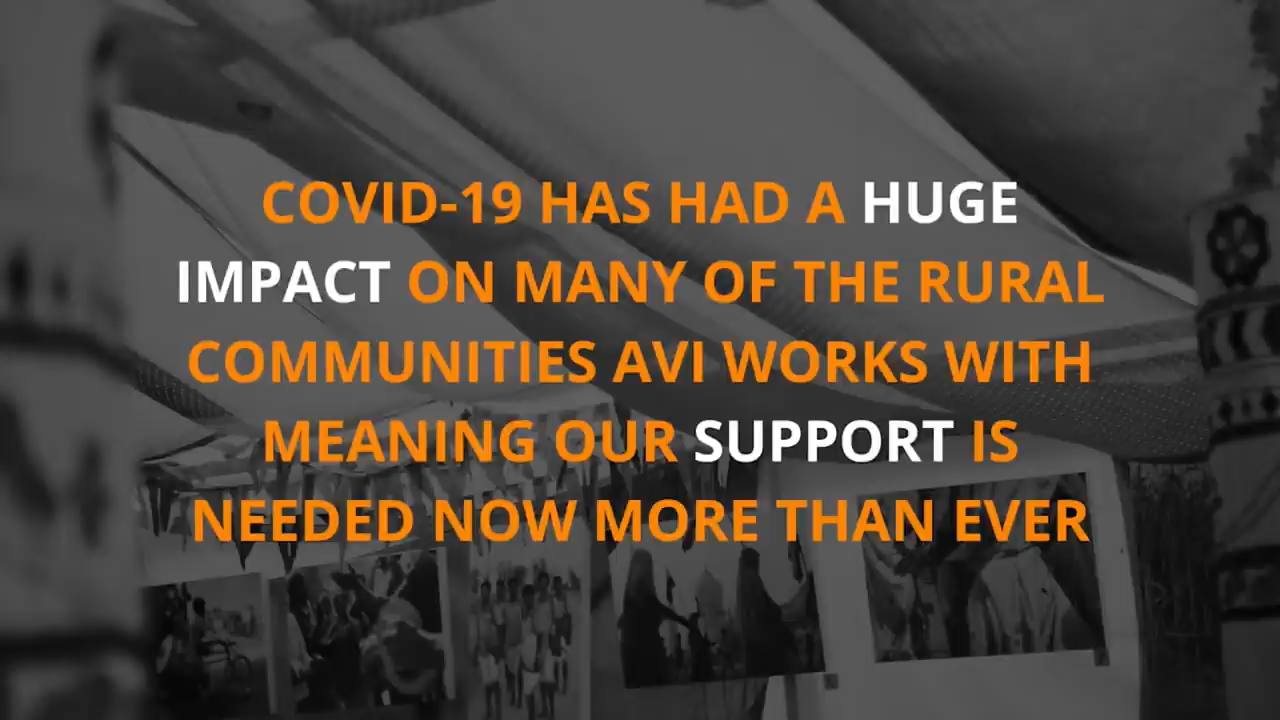 COVID-19 HAS HAD A HUGE
IMPACT ON MANY OF THE RURAL
COMMUNITIES AVI WORKS WITH
MEANING OUR SUPPORT IS
NEEDED NOW MORE THAN EVER